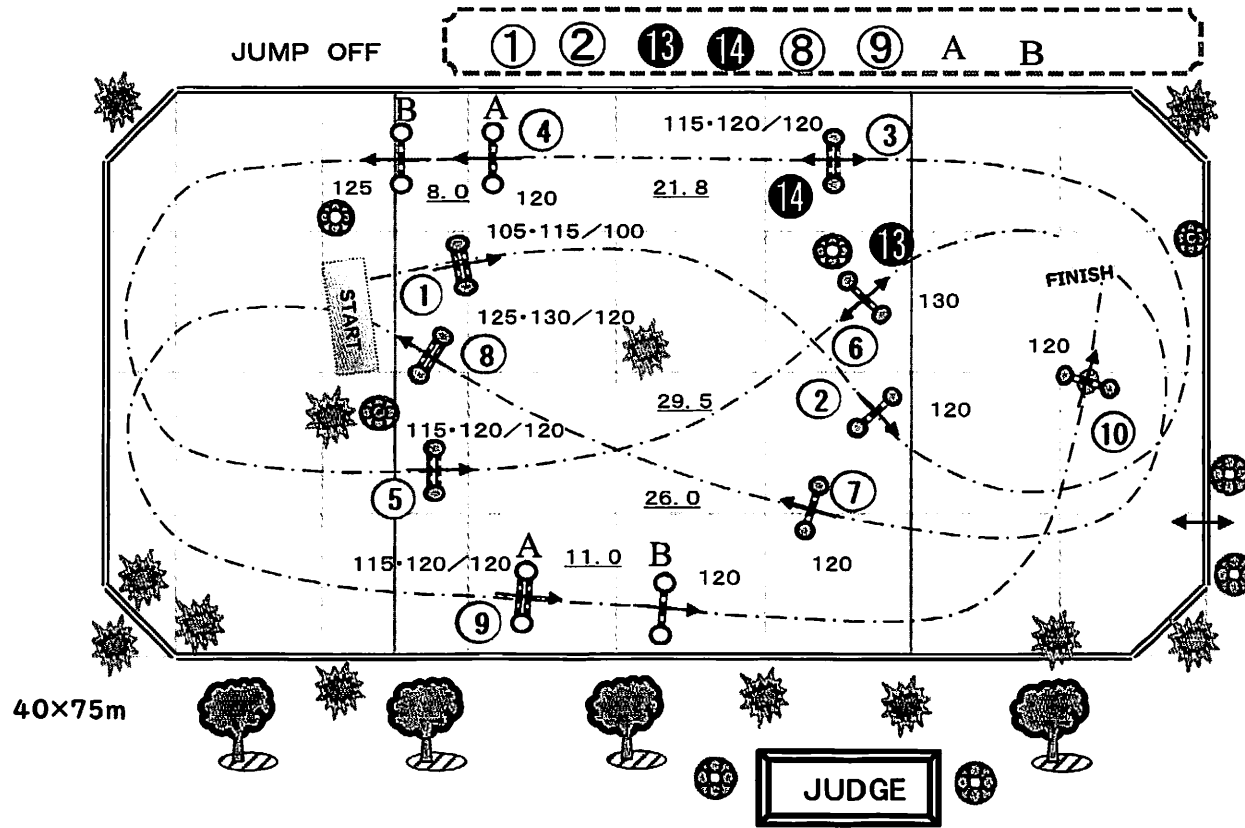 JUMP OFF ① ② ⓭ ⓮ ⑧ ⑨ A B
B A ④ 115・120／120 ③
125 8.0 120 21.8 ⓮
105・115／100 ⓭
① START FINISH
125・130／120 130
⑧ ⑥ 120
29.5 ② 120 ⑩
115・120／120
⑤ 26.0 ⑦
115・120／120 A 11.0 B 120 120
⑨
40×75m
JUDGE